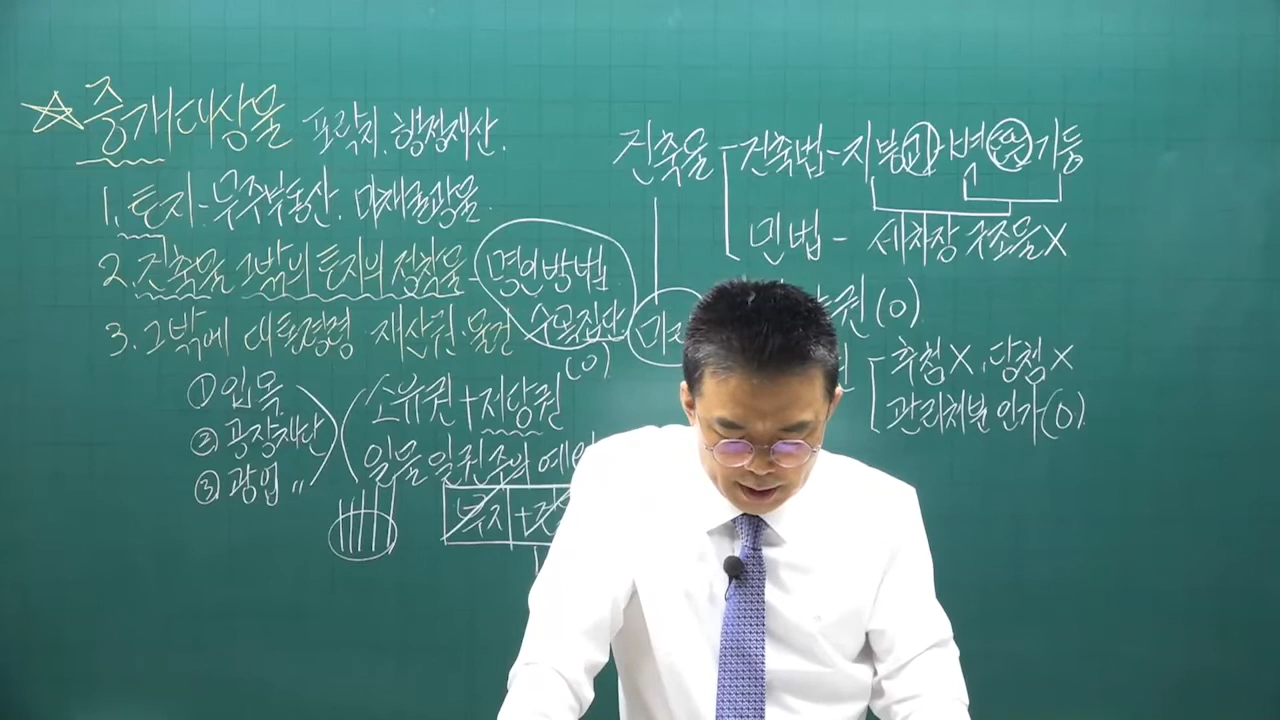 ☆중개대상물 포락지. 행정재산.
1. 토지 - 무주부동산. 미채굴광물.
2. 건축물 그밖의 토지의 정착물 - 명인방법 수목집단 (O)
3. 그밖에 대통령령 재산권·물건
① 입목
② 공장재단
③ 광업 〃
소유권+저당권
일물일권주의 예외
건축물
건축법 - 지붕과 벽 또는 기둥
민법 - 세차장구조물X
권(O)
추첨X. 당첨X
관리처분 인가(O)